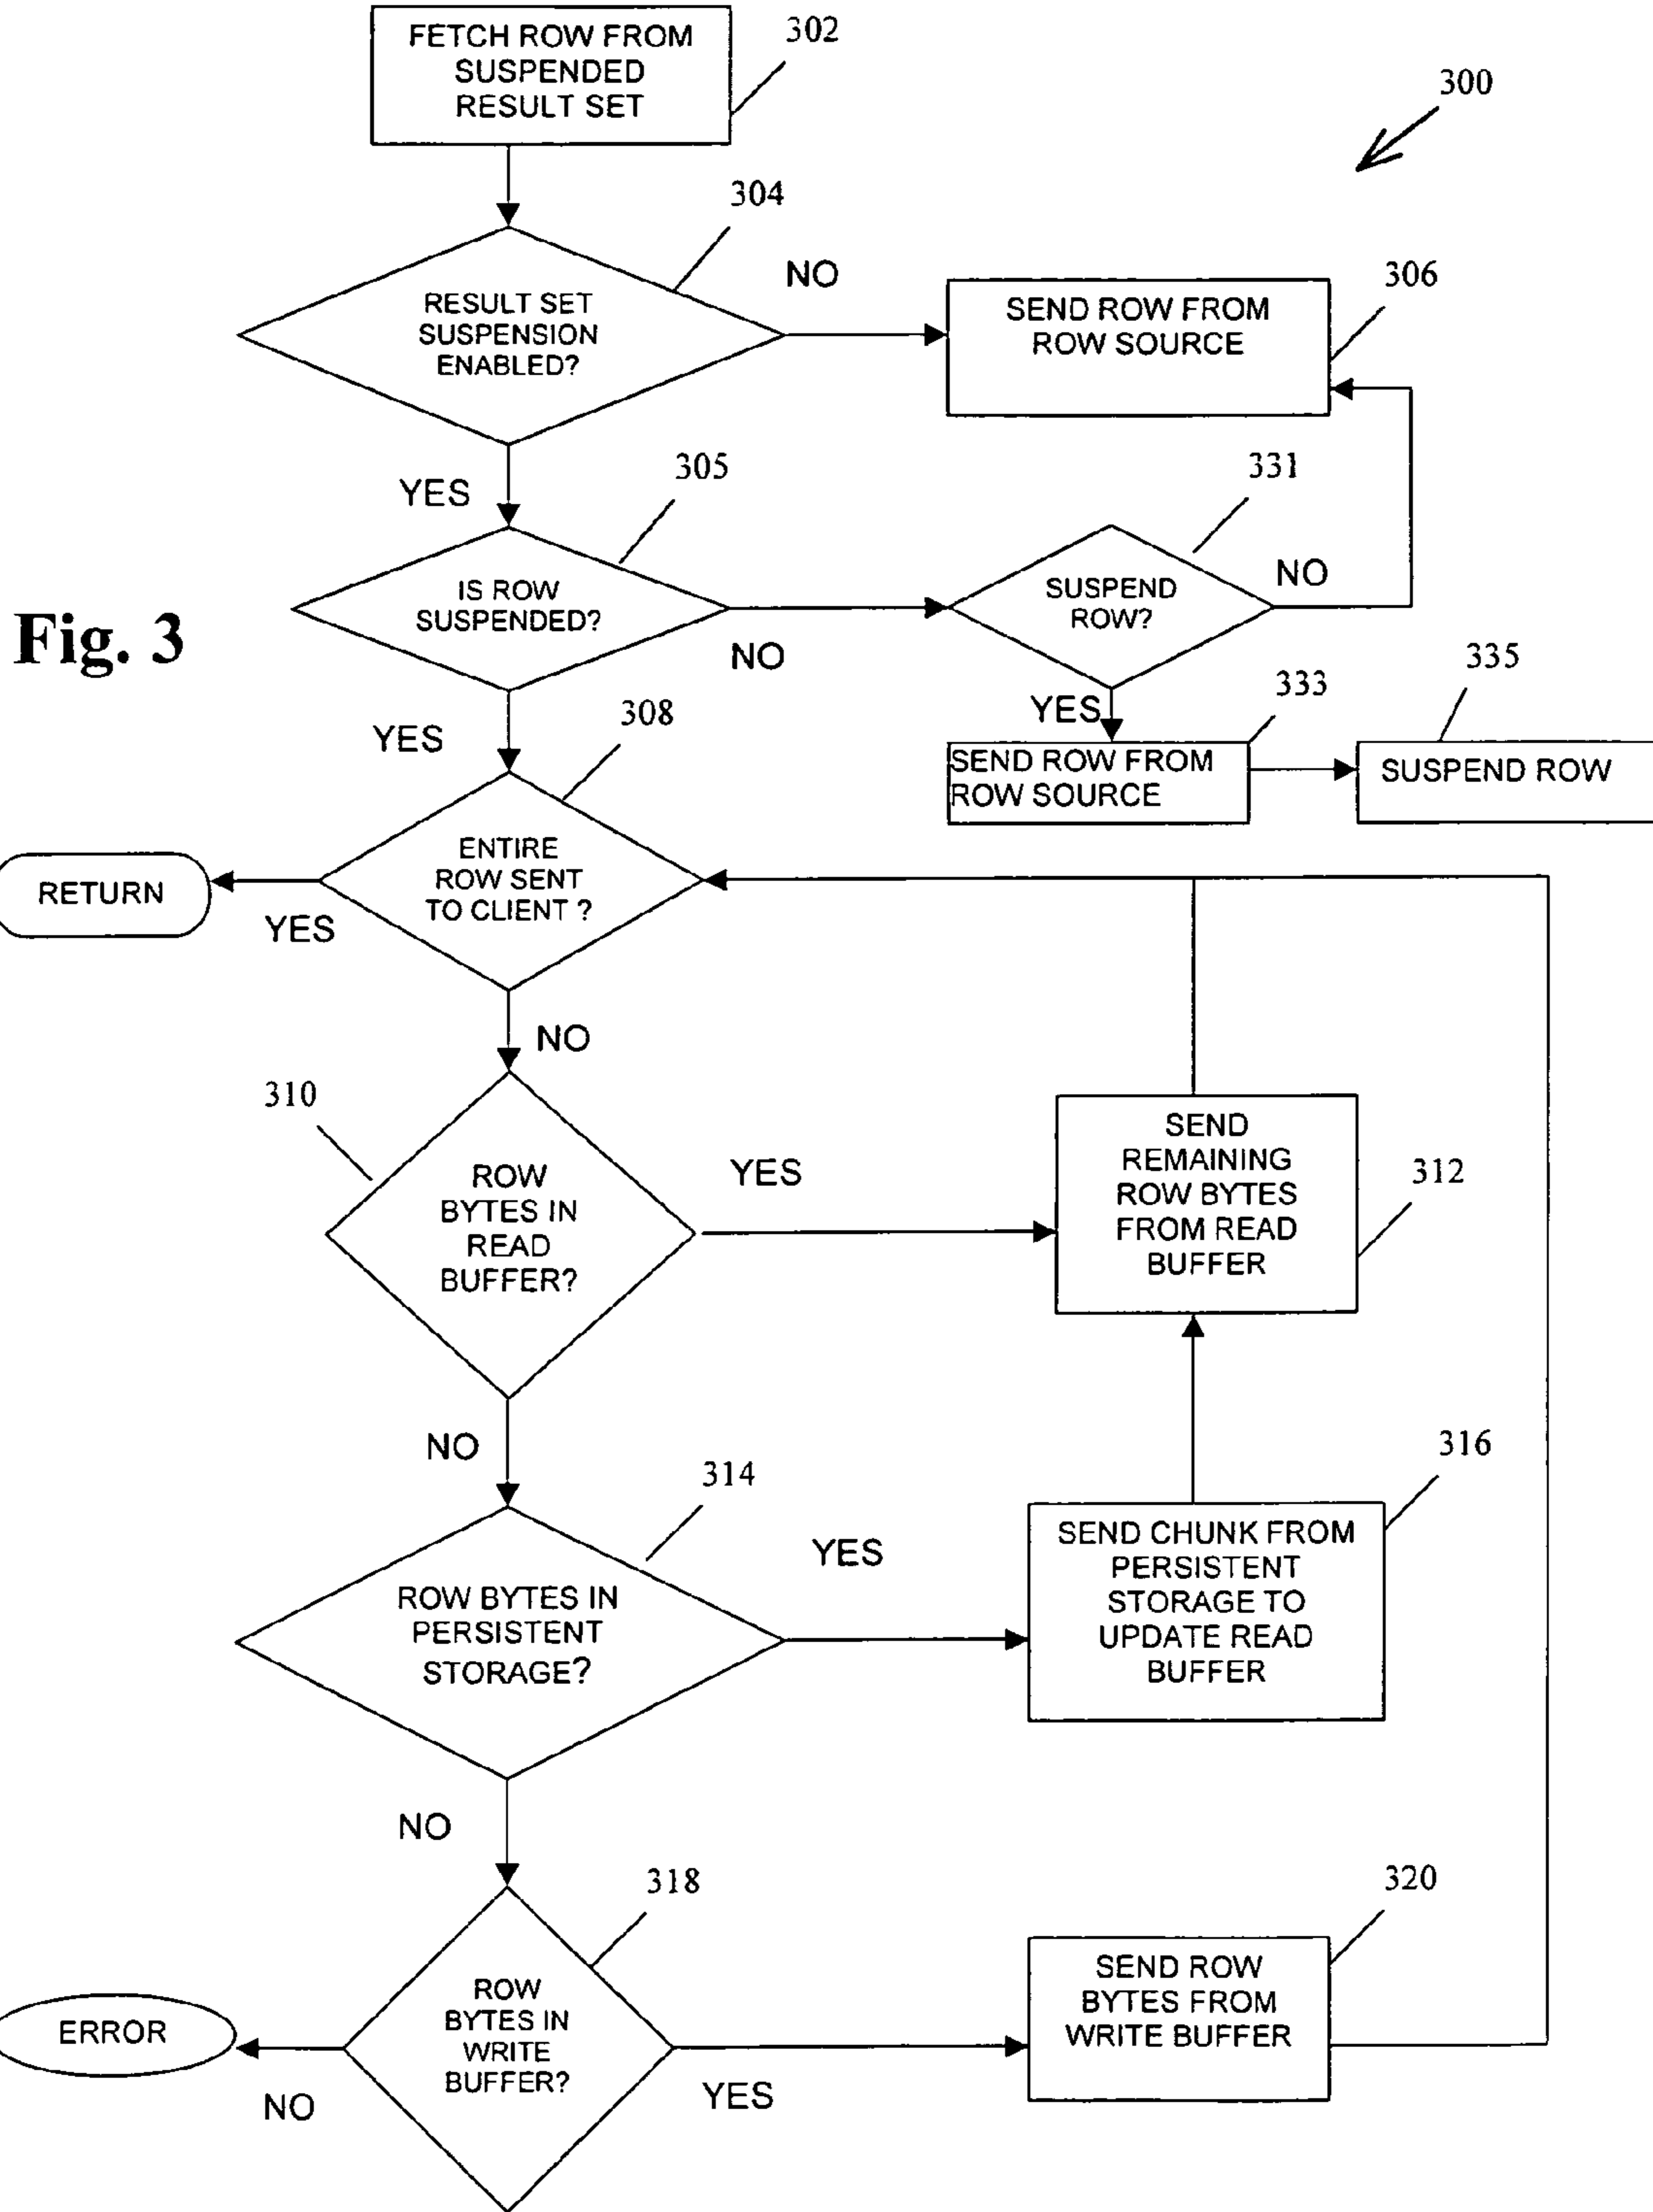 FETCH ROW FROM
SUSPENDED
RESULT SET
302
300
304
RESULT SET
SUSPENSION
ENABLED?
NO
SEND ROW FROM
ROW SOURCE
306
YES
305
IS ROW
SUSPENDED?
NO
331
SUSPEND
ROW?
NO
Fig. 3
YES
333
SEND ROW FROM
ROW SOURCE
335
SUSPEND ROW
YES
308
ENTIRE
ROW SENT
TO CLIENT ?
RETURN
YES
NO
310
ROW
BYTES IN
READ
BUFFER?
YES
SEND
REMAINING
ROW BYTES
FROM READ
BUFFER
312
NO
314
ROW BYTES IN
PERSISTENT
STORAGE?
YES
SEND CHUNK FROM
PERSISTENT
STORAGE TO
UPDATE READ
BUFFER
316
NO
318
ROW
BYTES IN
WRITE
BUFFER?
ERROR
NO
YES
SEND ROW
BYTES FROM
WRITE BUFFER
320